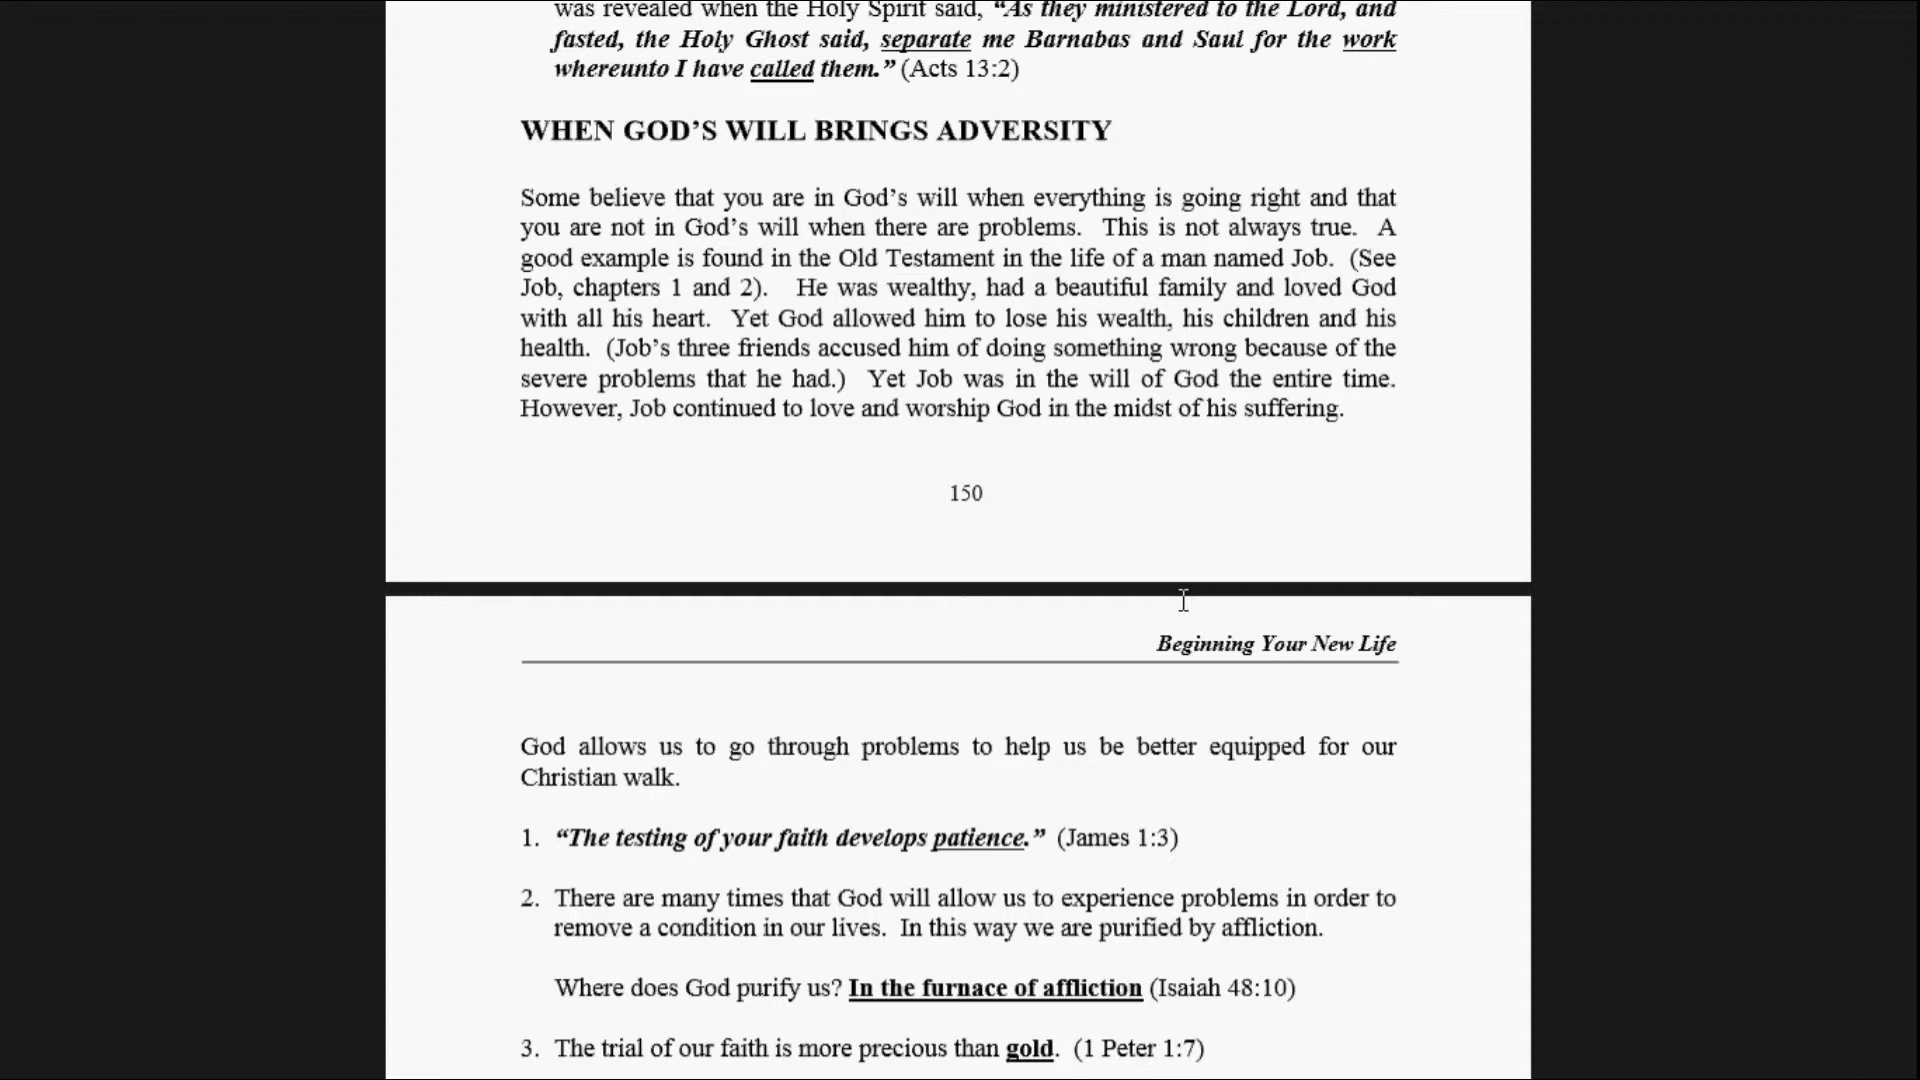 was revealed when the Holy Spirit said, “As they ministered to the Lord, and
fasted, the Holy Ghost said, separate me Barnabas and Saul for the work
whereunto I have called them.” (Acts 13:2)
WHEN GOD’S WILL BRINGS ADVERSITY
Some believe that you are in God’s will when everything is going right and that
you are not in God’s will when there are problems. This is not always true. A
good example is found in the Old Testament in the life of a man named Job. (See
Job, chapters 1 and 2). He was wealthy, had a beautiful family and loved God
with all his heart. Yet God allowed him to lose his wealth, his children and his
health. (Job’s three friends accused him of doing something wrong because of the
severe problems that he had.) Yet Job was in the will of God the entire time.
However, Job continued to love and worship God in the midst of his suffering.
150
Beginning Your New Life
God allows us to go through problems to help us be better equipped for our
Christian walk.
1. “The testing of your faith develops patience.” (James 1:3)
2. There are many times that God will allow us to experience problems in order to
remove a condition in our lives. In this way we are purified by affliction.
Where does God purify us? In the furnace of affliction (Isaiah 48:10)
3. The trial of our faith is more precious than gold. (1 Peter 1:7)